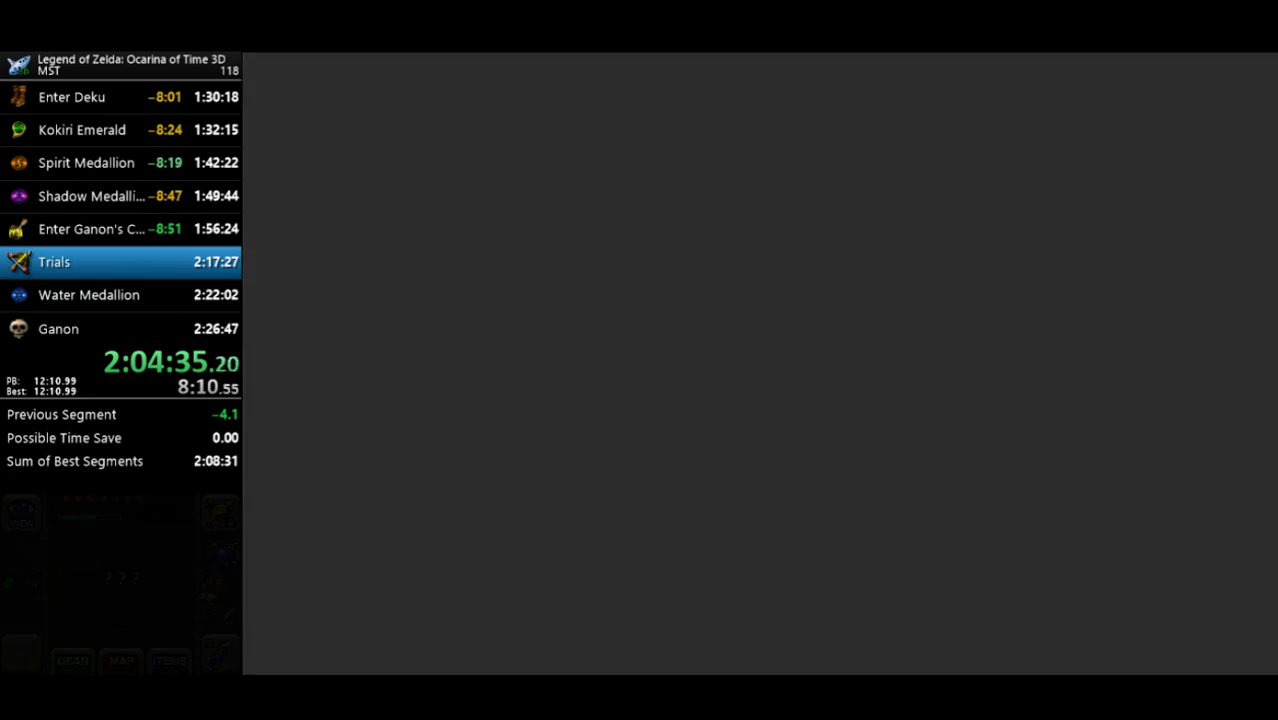 Legend of Zelda: Ocarina of Time 3D
MST 118
Enter Deku −8:01 1:30:18
Kokiri Emerald −8:24 1:32:15
Spirit Medallion −8:19 1:42:22
Shadow Medalli... −8:47 1:49:44
Enter Ganon's C... −8:51 1:56:24
Trials 2:17:27
Water Medallion 2:22:02
Ganon 2:26:47
2:04:35.20
PB: 12:10.99
Best: 12:10.99
8:10.55
Previous Segment −4.1
Possible Time Save 0.00
Sum of Best Segments 2:08:31
VIEW
???
GEAR MAP ITEMS